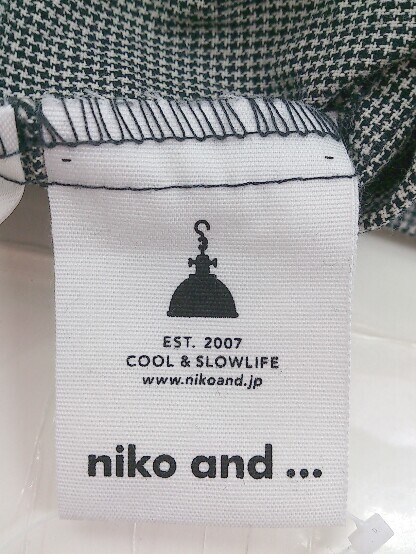 EST. 2007
COOL & SLOWLIFE
www.nikoand.jp
niko and ...